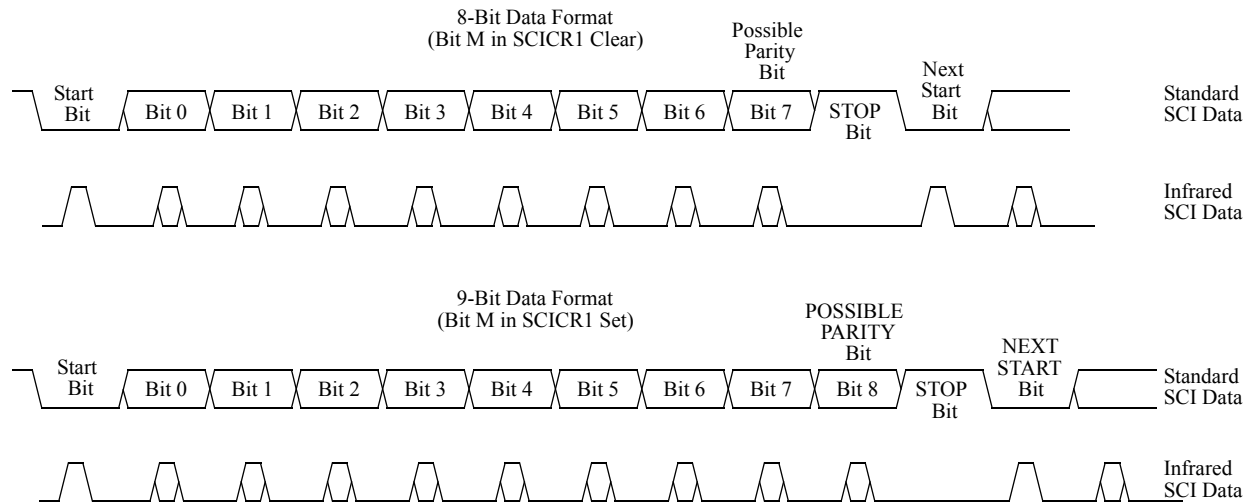 8-Bit Data Format
(Bit M in SCICR1 Clear)
Possible
Parity
Bit
Next
Start
Bit
Start
Bit
Bit 0
Bit 1
Bit 2
Bit 3
Bit 4
Bit 5
Bit 6
Bit 7
STOP
Bit
Standard
SCI Data
Infrared
SCI Data
9-Bit Data Format
(Bit M in SCICR1 Set)
POSSIBLE
PARITY
Bit
NEXT
START
Bit
Start
Bit
Bit 0
Bit 1
Bit 2
Bit 3
Bit 4
Bit 5
Bit 6
Bit 7
Bit 8
STOP
Bit
Standard
SCI Data
Infrared
SCI Data